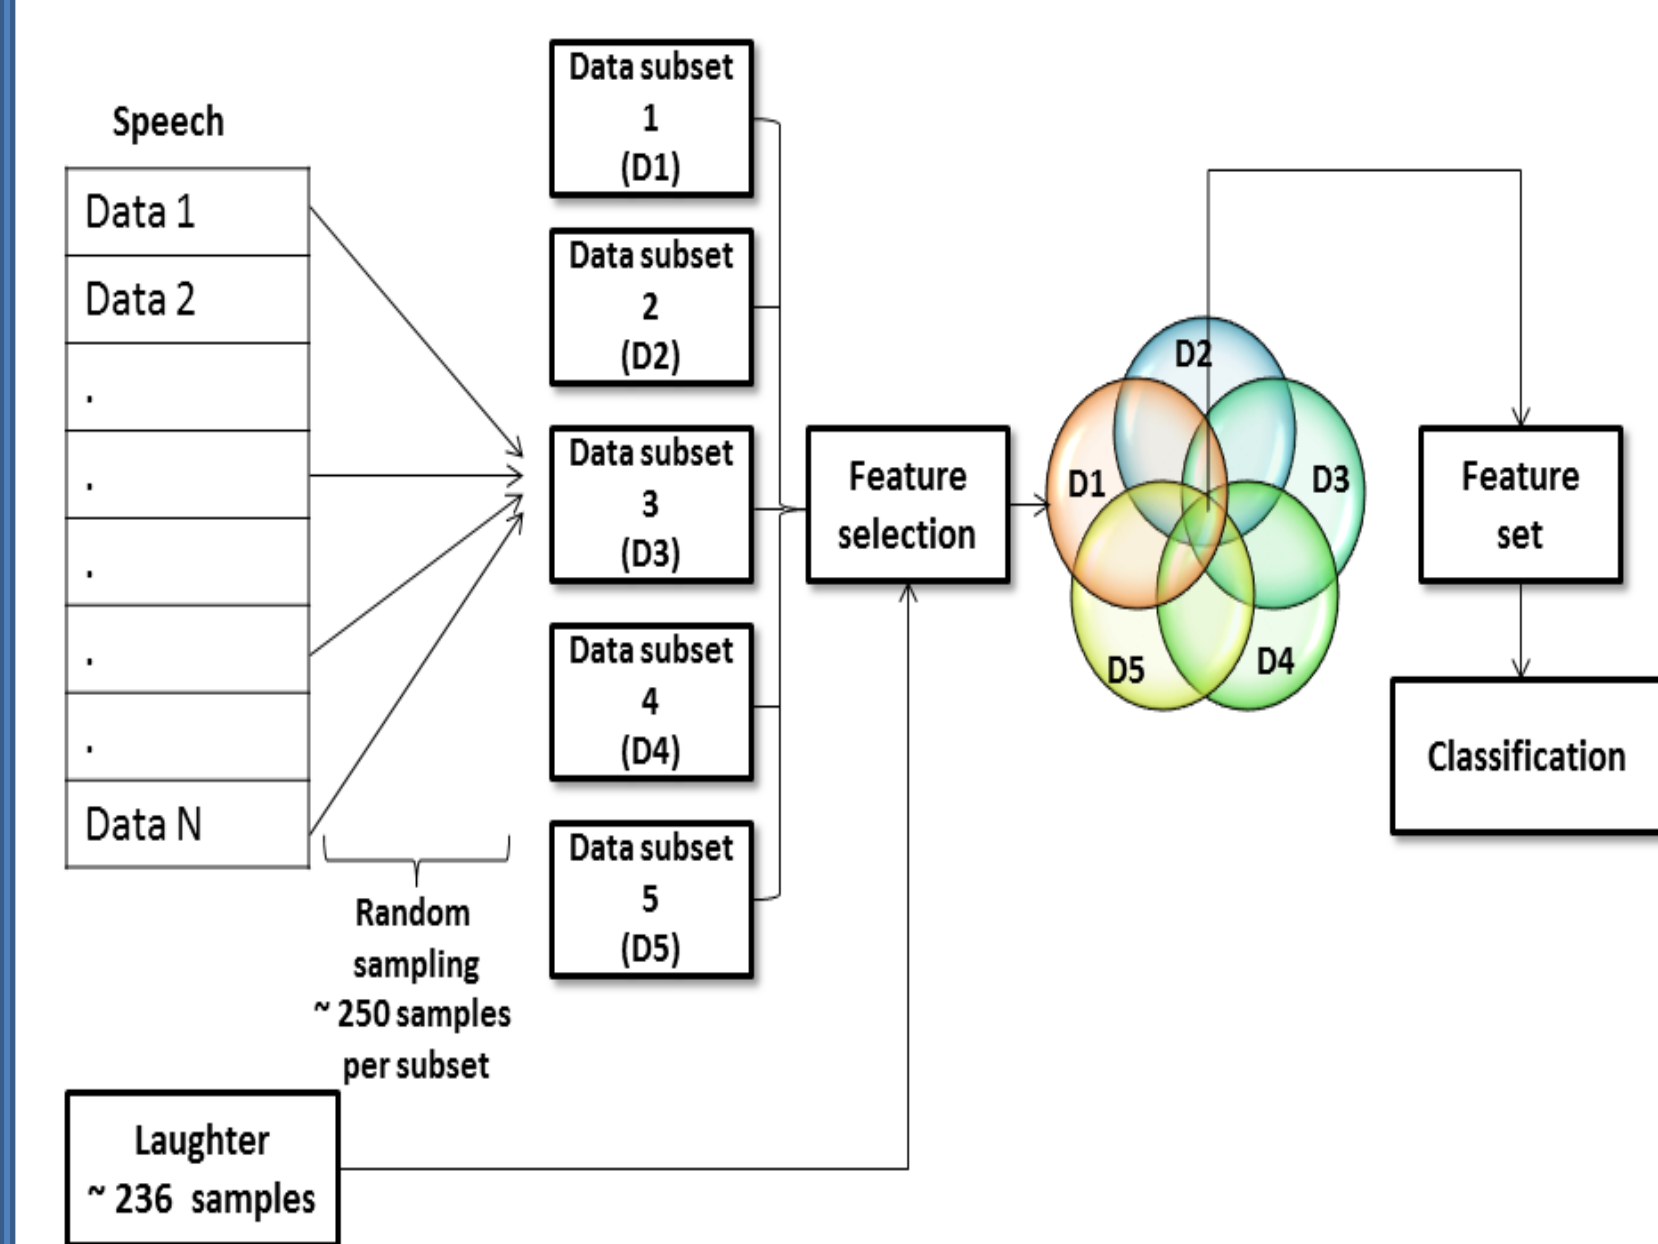 Speech
Data 1
Data 2
.
.
.
.
.
Data N
Random
sampling
~ 250 samples
per subset
Laughter
~ 236 samples
Data subset
1
(D1)
Data subset
2
(D2)
Data subset
3
(D3)
Data subset
4
(D4)
Data subset
5
(D5)
Feature
selection
D2
D1
D3
D5
D4
Feature
set
Classification